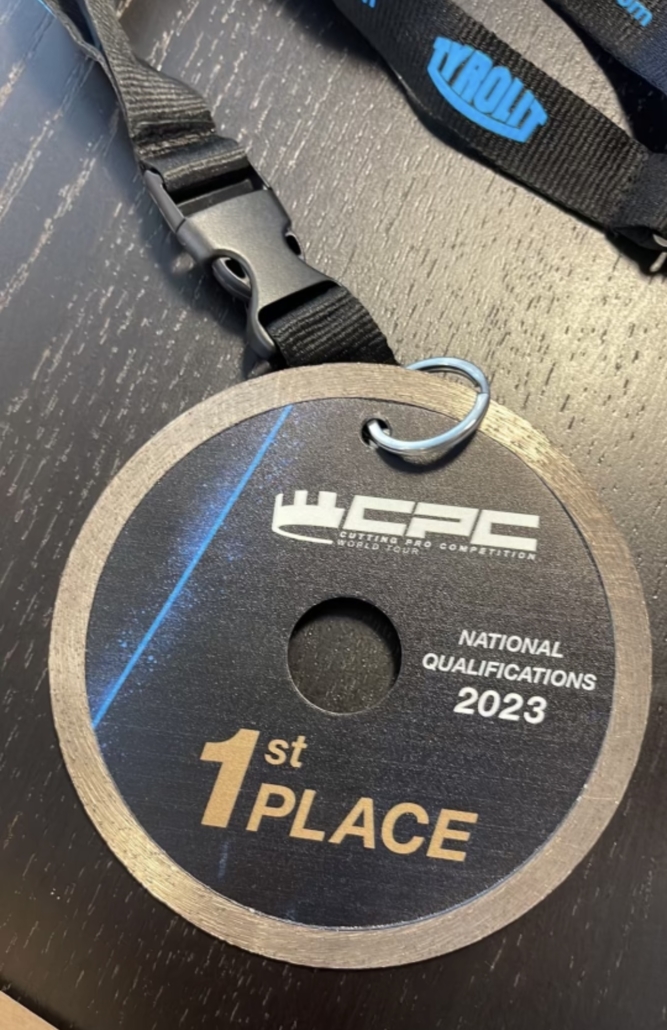 TYROLIT
CPC
CUTTING PRO COMPETITION
WORLD TOUR
NATIONAL
QUALIFICATIONS
2023
1st
PLACE